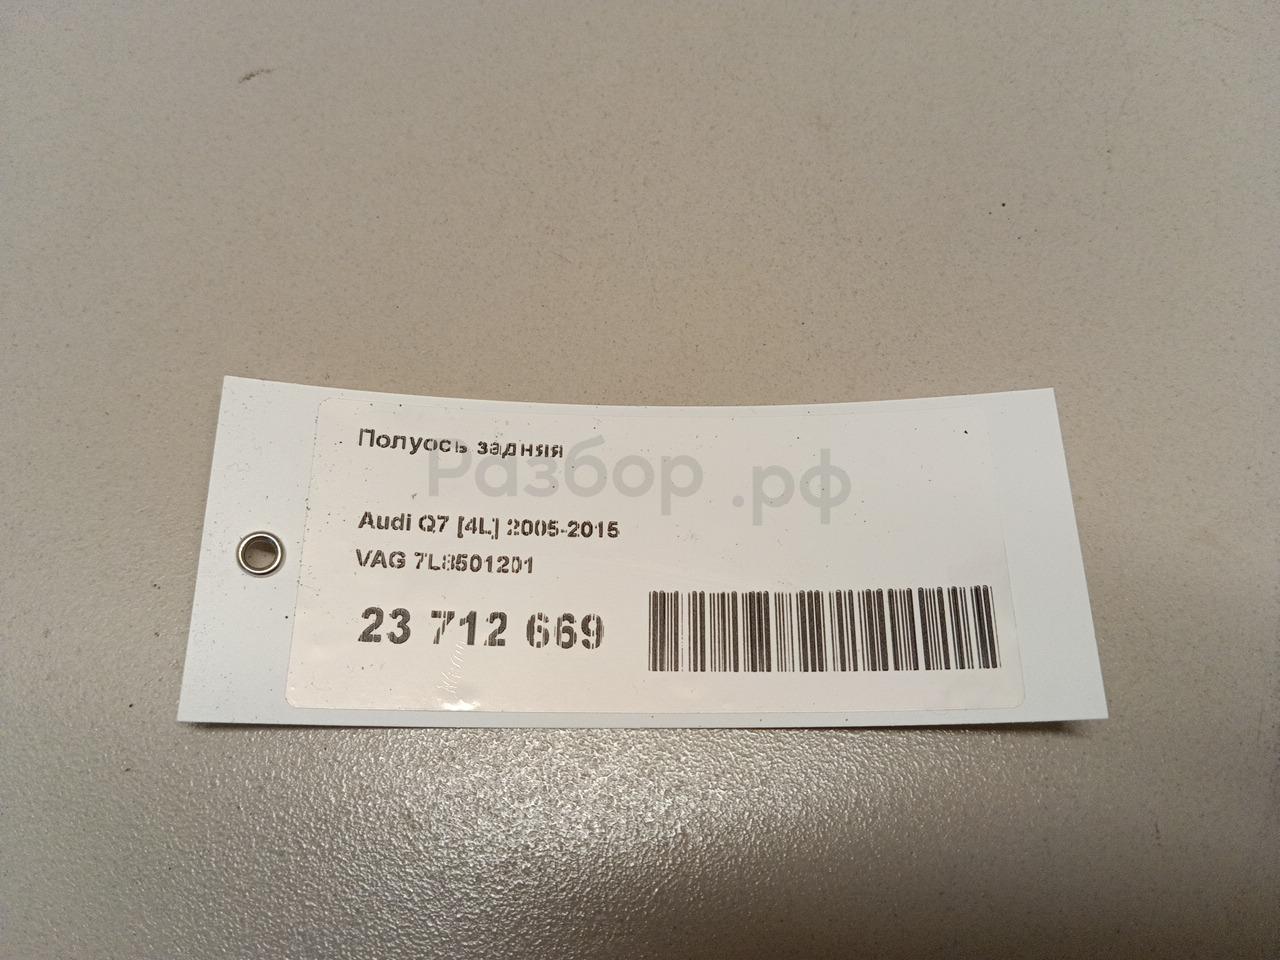 Полуось задняя
Разбор.рф
Audi Q7 [4L] 2005-2015
VAG 7L8501201
23 712 669